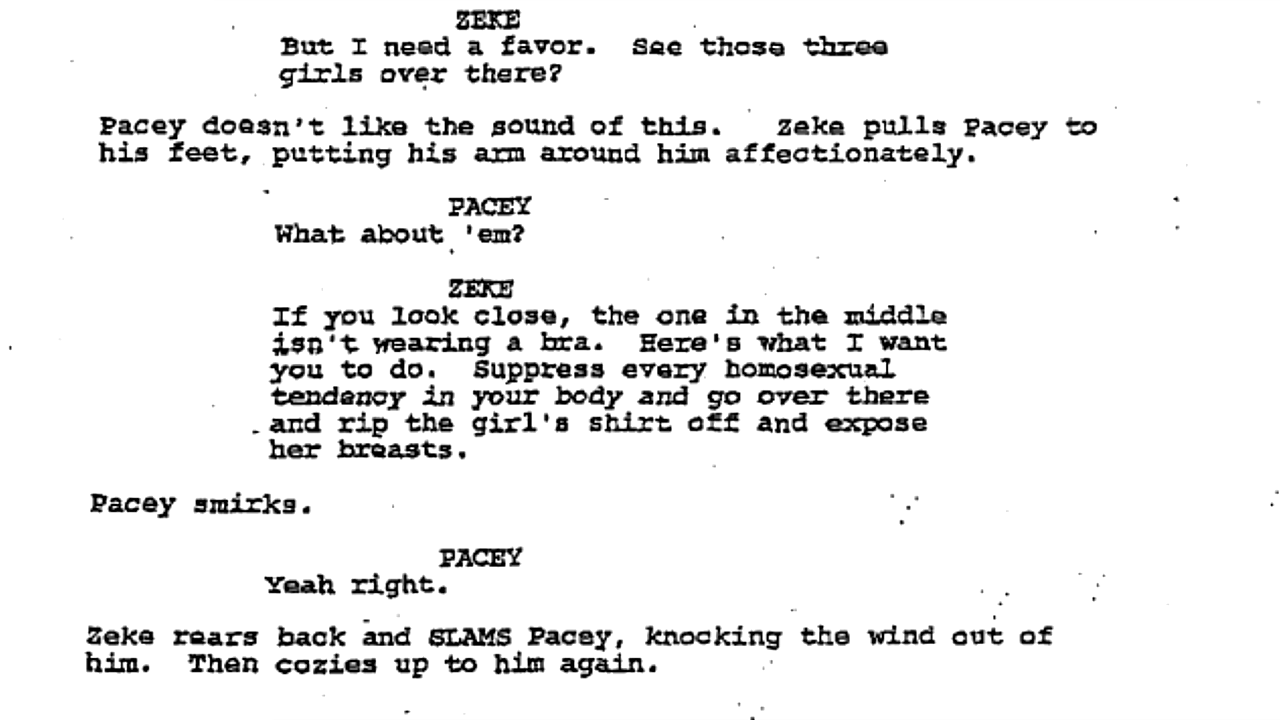 ZEKE
But I need a favor. See those three
girls over there?
Pacey doesn't like the sound of this. Zeke pulls Pacey to
his feet, putting his arm around him affectionately.
PACEY
What about 'em?
ZEKE
If you look close, the one in the middle
isn't wearing a bra. Here's what I want
you to do. Suppress every homosexual
tendency in your body and go over there
and rip the girl's shirt off and expose
her breasts.
Pacey smirks.
PACEY
Yeah right.
Zeke rears back and SLAMS Pacey, knocking the wind out of
him. Then cozies up to him again.